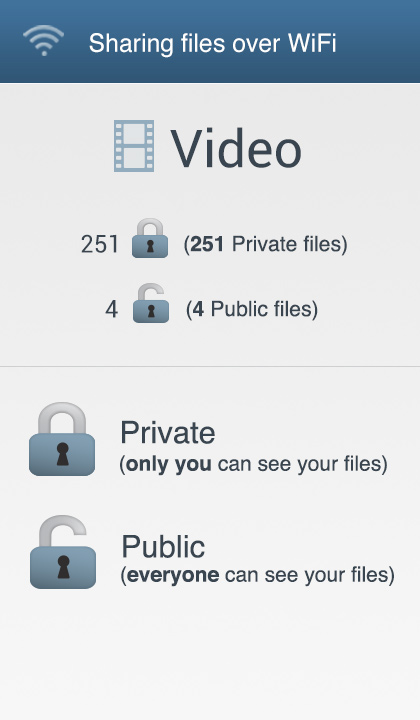 Sharing files over WiFi
Video
251 (251 Private files)
4 (4 Public files)
Private
(only you can see your files)
Public
(everyone can see your files)